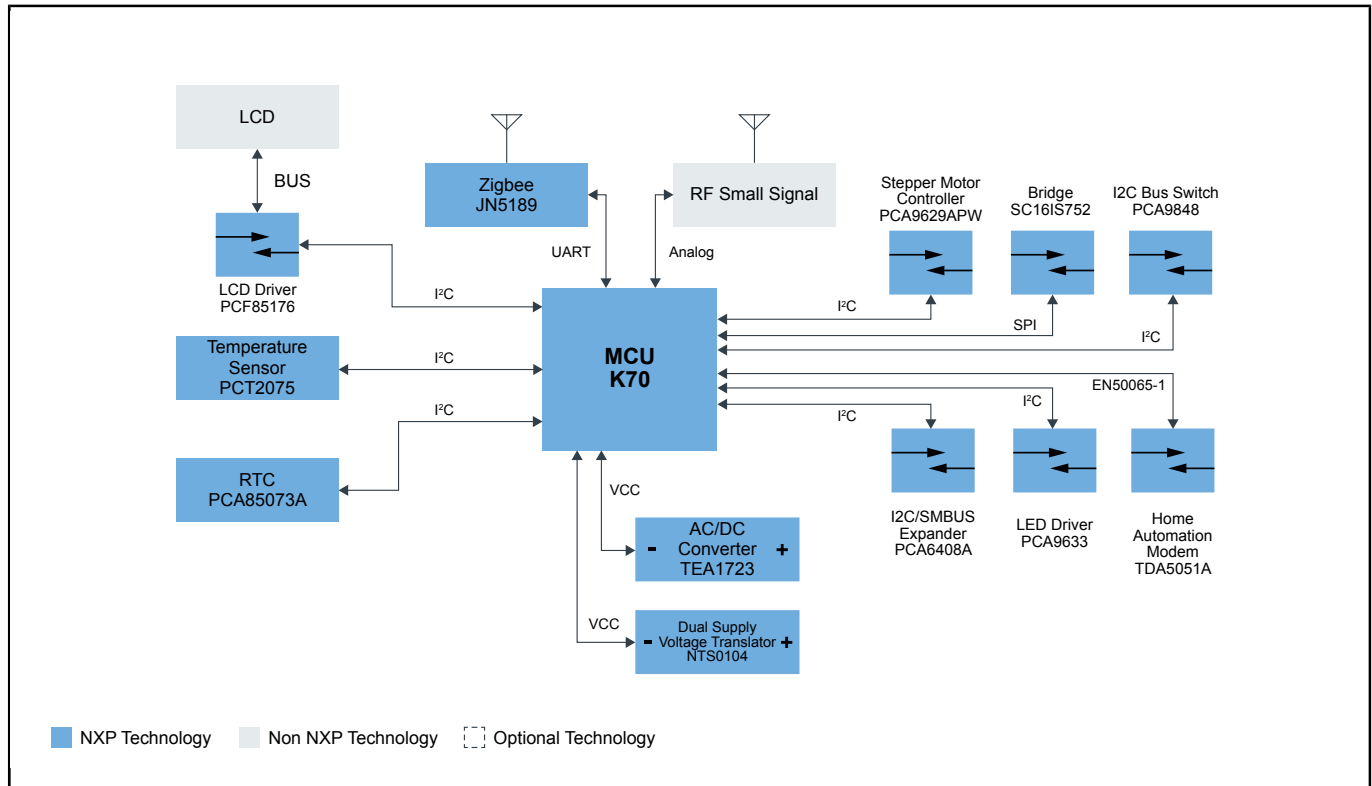 LCD
BUS
LCD Driver
PCF85176
I²C
Temperature
Sensor
PCT2075
I²C
RTC
PCA85073A
I²C
Zigbee
JN5189
UART
RF Small Signal
Analog
MCU
K70
Stepper Motor
Controller
PCA9629APW
I²C
Bridge
SC16IS752
SPI
I2C Bus Switch
PCA9848
I²C
EN50065-1
I²C
I²C
I2C/SMBUS
Expander
PCA6408A
LED Driver
PCA9633
Home
Automation
Modem
TDA5051A
VCC
AC/DC
- Converter +
TEA1723
VCC
Dual Supply
- Voltage Translator +
NTS0104
NXP Technology
Non NXP Technology
Optional Technology